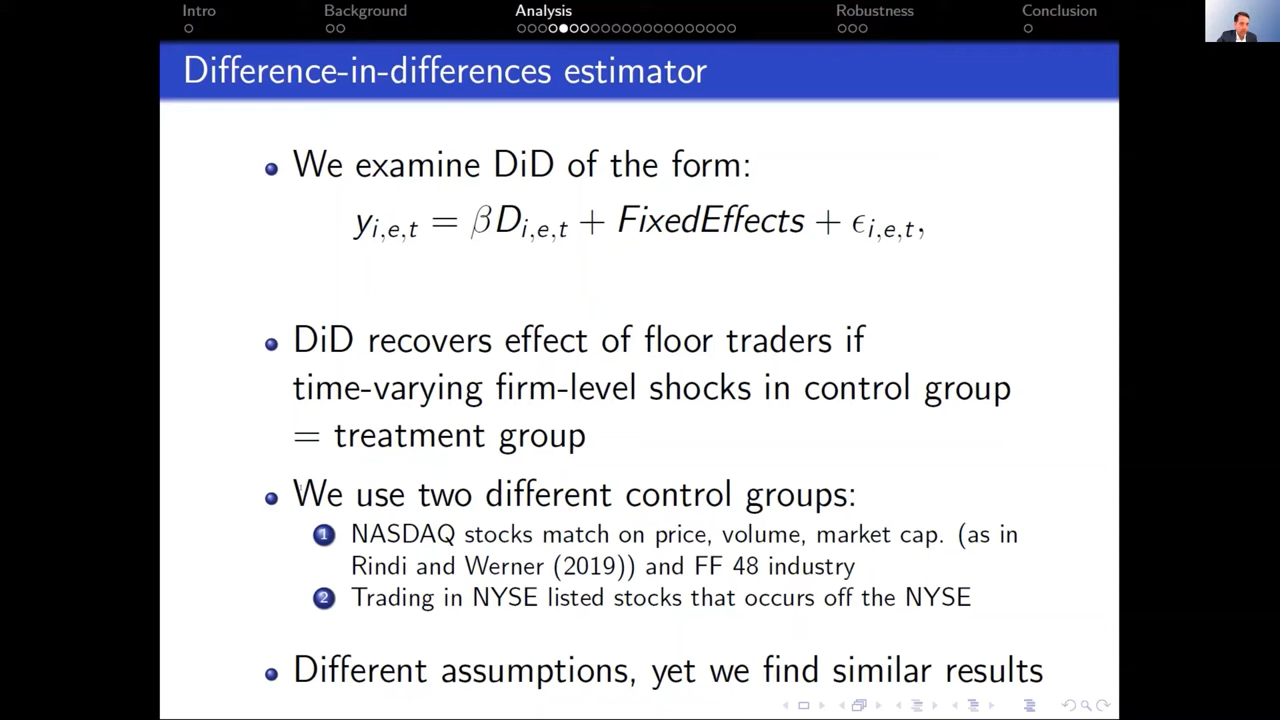 Intro Background Analysis Robustness Conclusion
Difference-in-differences estimator
We examine DiD of the form:
y_{i,e,t} = βD_{i,e,t} + FixedEffects + ϵ_{i,e,t},
DiD recovers effect of floor traders if
time-varying firm-level shocks in control group
= treatment group
We use two different control groups:
1 NASDAQ stocks match on price, volume, market cap. (as in
Rindi and Werner (2019)) and FF 48 industry
2 Trading in NYSE listed stocks that occurs off the NYSE
Different assumptions, yet we find similar results